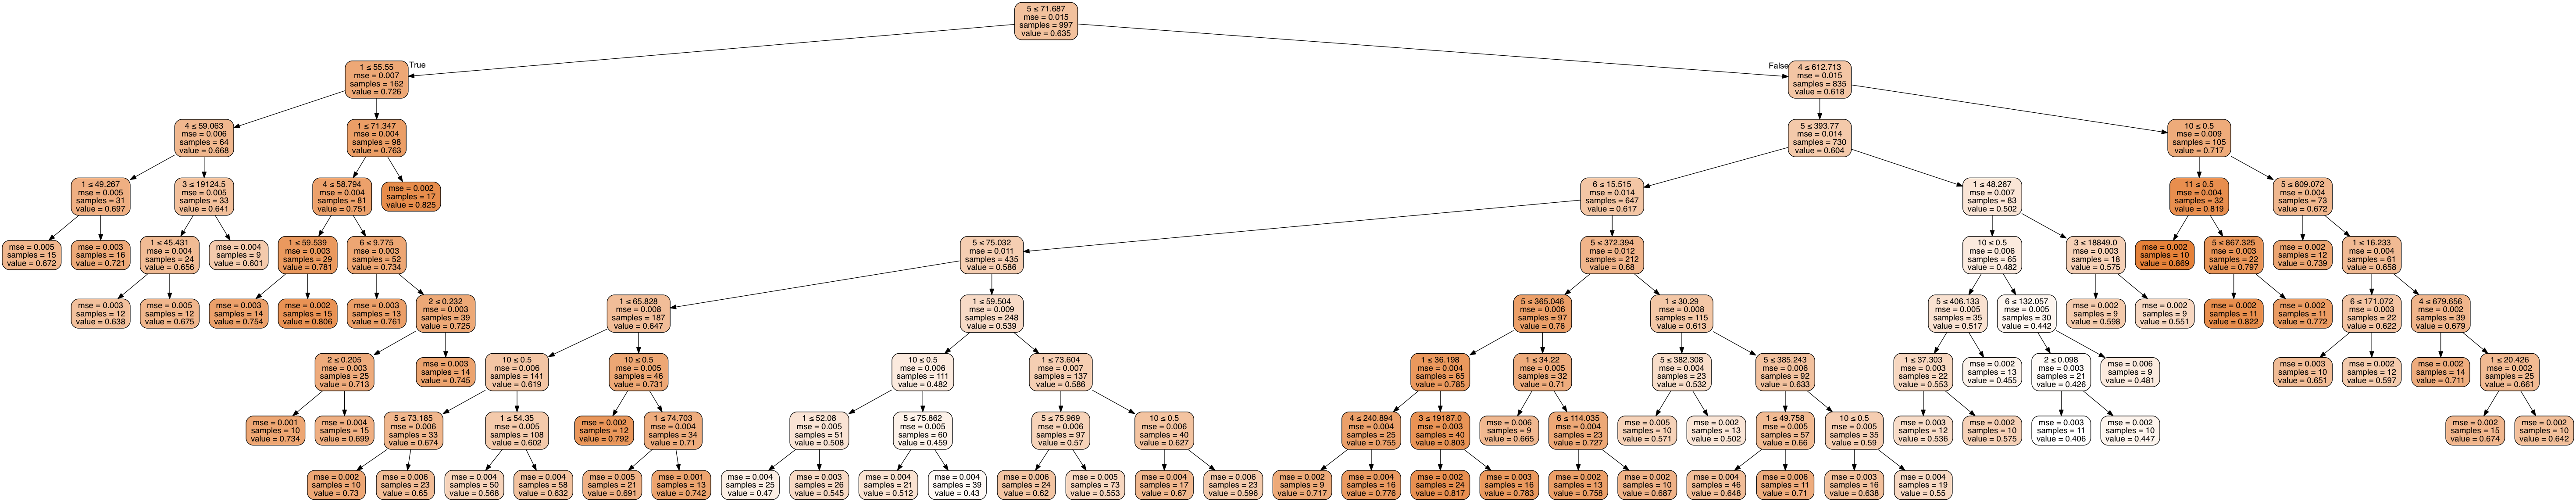 5 ≤ 71.687
mse = 0.015
samples = 997
value = 0.635
True
False
1 ≤ 55.55
mse = 0.007
samples = 162
value = 0.726
4 ≤ 612.713
mse = 0.015
samples = 835
value = 0.618
4 ≤ 59.063
mse = 0.006
samples = 64
value = 0.668
1 ≤ 71.347
mse = 0.004
samples = 98
value = 0.763
5 ≤ 393.77
mse = 0.014
samples = 730
value = 0.604
10 ≤ 0.5
mse = 0.009
samples = 105
value = 0.717
1 ≤ 49.267
mse = 0.005
samples = 31
value = 0.697
3 ≤ 19124.5
mse = 0.005
samples = 33
value = 0.641
4 ≤ 58.794
mse = 0.004
samples = 81
value = 0.751
mse = 0.002
samples = 17
value = 0.825
6 ≤ 15.515
mse = 0.014
samples = 647
value = 0.617
1 ≤ 48.267
mse = 0.007
samples = 83
value = 0.502
11 ≤ 0.5
mse = 0.004
samples = 32
value = 0.819
5 ≤ 809.072
mse = 0.004
samples = 73
value = 0.672
mse = 0.005
samples = 15
value = 0.672
mse = 0.003
samples = 16
value = 0.721
1 ≤ 45.431
mse = 0.004
samples = 24
value = 0.656
mse = 0.004
samples = 9
value = 0.601
1 ≤ 59.539
mse = 0.003
samples = 29
value = 0.781
6 ≤ 9.775
mse = 0.003
samples = 52
value = 0.734
5 ≤ 75.032
mse = 0.011
samples = 435
value = 0.586
5 ≤ 372.394
mse = 0.012
samples = 212
value = 0.68
10 ≤ 0.5
mse = 0.006
samples = 65
value = 0.482
3 ≤ 18849.0
mse = 0.003
samples = 18
value = 0.575
mse = 0.002
samples = 10
value = 0.869
5 ≤ 867.325
mse = 0.003
samples = 22
value = 0.797
mse = 0.002
samples = 12
value = 0.739
1 ≤ 16.233
mse = 0.004
samples = 61
value = 0.658
mse = 0.003
samples = 12
value = 0.638
mse = 0.005
samples = 12
value = 0.675
mse = 0.003
samples = 14
value = 0.754
mse = 0.002
samples = 15
value = 0.806
mse = 0.003
samples = 13
value = 0.761
2 ≤ 0.232
mse = 0.003
samples = 39
value = 0.725
1 ≤ 65.828
mse = 0.008
samples = 187
value = 0.647
1 ≤ 59.504
mse = 0.009
samples = 248
value = 0.539
5 ≤ 365.046
mse = 0.006
samples = 97
value = 0.76
1 ≤ 30.29
mse = 0.008
samples = 115
value = 0.613
5 ≤ 406.133
mse = 0.005
samples = 35
value = 0.517
6 ≤ 132.057
mse = 0.005
samples = 30
value = 0.442
mse = 0.002
samples = 9
value = 0.598
mse = 0.002
samples = 9
value = 0.551
mse = 0.002
samples = 11
value = 0.822
mse = 0.002
samples = 11
value = 0.772
6 ≤ 171.072
mse = 0.003
samples = 22
value = 0.622
4 ≤ 679.656
mse = 0.002
samples = 39
value = 0.679
2 ≤ 0.205
mse = 0.003
samples = 25
value = 0.713
mse = 0.003
samples = 14
value = 0.745
10 ≤ 0.5
mse = 0.006
samples = 141
value = 0.619
10 ≤ 0.5
mse = 0.005
samples = 46
value = 0.731
10 ≤ 0.5
mse = 0.006
samples = 111
value = 0.482
1 ≤ 73.604
mse = 0.007
samples = 137
value = 0.586
1 ≤ 36.198
mse = 0.004
samples = 65
value = 0.785
1 ≤ 34.22
mse = 0.005
samples = 32
value = 0.71
5 ≤ 382.308
mse = 0.004
samples = 23
value = 0.532
5 ≤ 385.243
mse = 0.006
samples = 92
value = 0.633
1 ≤ 37.303
mse = 0.003
samples = 22
value = 0.553
mse = 0.002
samples = 13
value = 0.455
2 ≤ 0.098
mse = 0.003
samples = 21
value = 0.426
mse = 0.006
samples = 9
value = 0.481
mse = 0.003
samples = 10
value = 0.651
mse = 0.002
samples = 12
value = 0.597
mse = 0.002
samples = 14
value = 0.711
1 ≤ 20.426
mse = 0.002
samples = 25
value = 0.661
mse = 0.001
samples = 10
value = 0.734
mse = 0.004
samples = 15
value = 0.699
5 ≤ 73.185
mse = 0.006
samples = 33
value = 0.674
1 ≤ 54.35
mse = 0.005
samples = 108
value = 0.602
mse = 0.002
samples = 12
value = 0.792
1 ≤ 74.703
mse = 0.004
samples = 34
value = 0.71
1 ≤ 52.08
mse = 0.005
samples = 51
value = 0.508
5 ≤ 75.862
mse = 0.005
samples = 60
value = 0.459
5 ≤ 75.969
mse = 0.006
samples = 97
value = 0.57
10 ≤ 0.5
mse = 0.006
samples = 40
value = 0.627
4 ≤ 240.894
mse = 0.004
samples = 25
value = 0.755
3 ≤ 19187.0
mse = 0.003
samples = 40
value = 0.803
mse = 0.006
samples = 9
value = 0.665
6 ≤ 114.035
mse = 0.004
samples = 23
value = 0.727
mse = 0.005
samples = 10
value = 0.571
mse = 0.002
samples = 13
value = 0.502
1 ≤ 49.758
mse = 0.005
samples = 57
value = 0.66
10 ≤ 0.5
mse = 0.005
samples = 35
value = 0.59
mse = 0.003
samples = 12
value = 0.536
mse = 0.002
samples = 10
value = 0.575
mse = 0.003
samples = 11
value = 0.406
mse = 0.002
samples = 10
value = 0.447
mse = 0.002
samples = 15
value = 0.674
mse = 0.002
samples = 10
value = 0.642
mse = 0.002
samples = 10
value = 0.73
mse = 0.006
samples = 23
value = 0.65
mse = 0.004
samples = 50
value = 0.568
mse = 0.004
samples = 58
value = 0.632
mse = 0.005
samples = 21
value = 0.691
mse = 0.001
samples = 13
value = 0.742
mse = 0.004
samples = 25
value = 0.47
mse = 0.003
samples = 26
value = 0.545
mse = 0.004
samples = 21
value = 0.512
mse = 0.004
samples = 39
value = 0.43
mse = 0.006
samples = 24
value = 0.62
mse = 0.005
samples = 73
value = 0.553
mse = 0.004
samples = 17
value = 0.67
mse = 0.006
samples = 23
value = 0.596
mse = 0.002
samples = 9
value = 0.717
mse = 0.004
samples = 16
value = 0.776
mse = 0.002
samples = 24
value = 0.817
mse = 0.003
samples = 16
value = 0.783
mse = 0.002
samples = 13
value = 0.758
mse = 0.002
samples = 10
value = 0.687
mse = 0.004
samples = 46
value = 0.648
mse = 0.006
samples = 11
value = 0.71
mse = 0.003
samples = 16
value = 0.638
mse = 0.004
samples = 19
value = 0.55